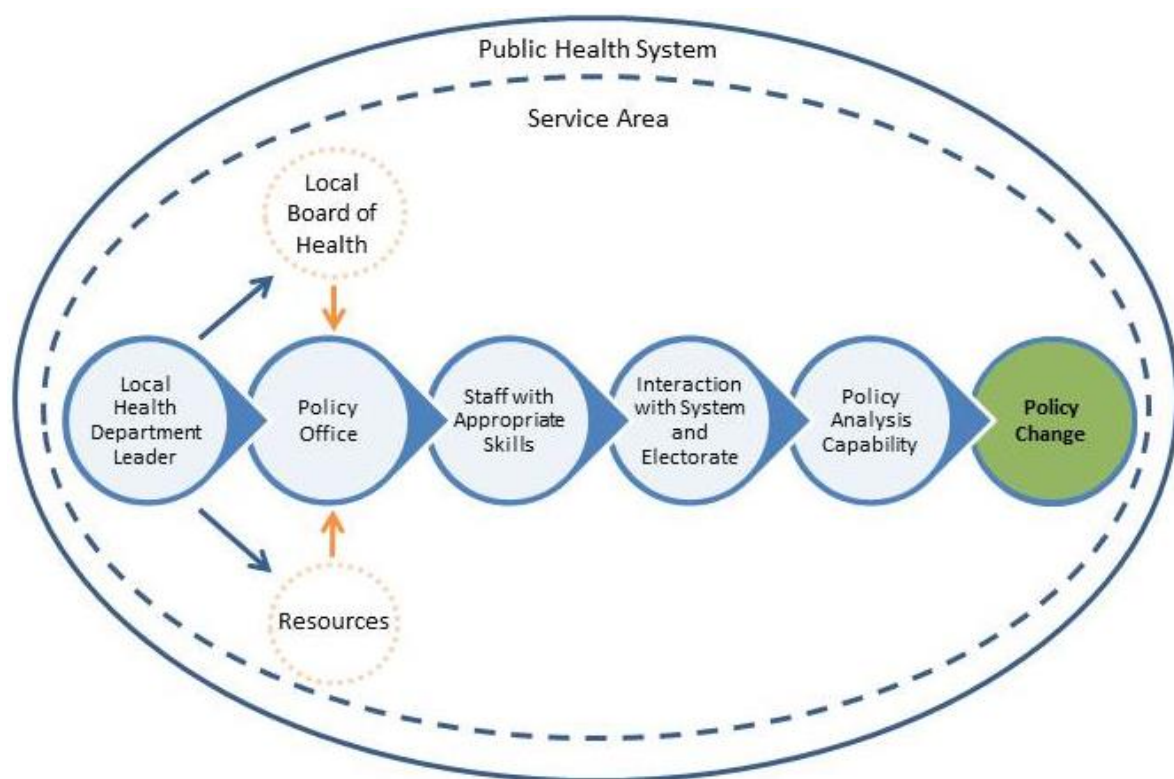 Public Health System
Service Area
Local
Board of
Health
Local
Health
Department
Leader
Policy
Office
Staff with
Appropriate
Skills
Interaction
with System
and
Electorate
Policy
Analysis
Capability
Policy
Change
Resources